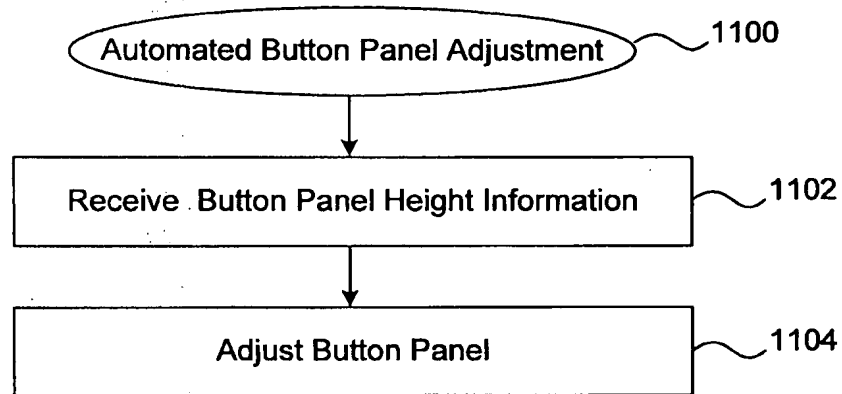 Automated Button Panel Adjustment
1100
Receive Button Panel Height Information
1102
Adjust Button Panel
1104